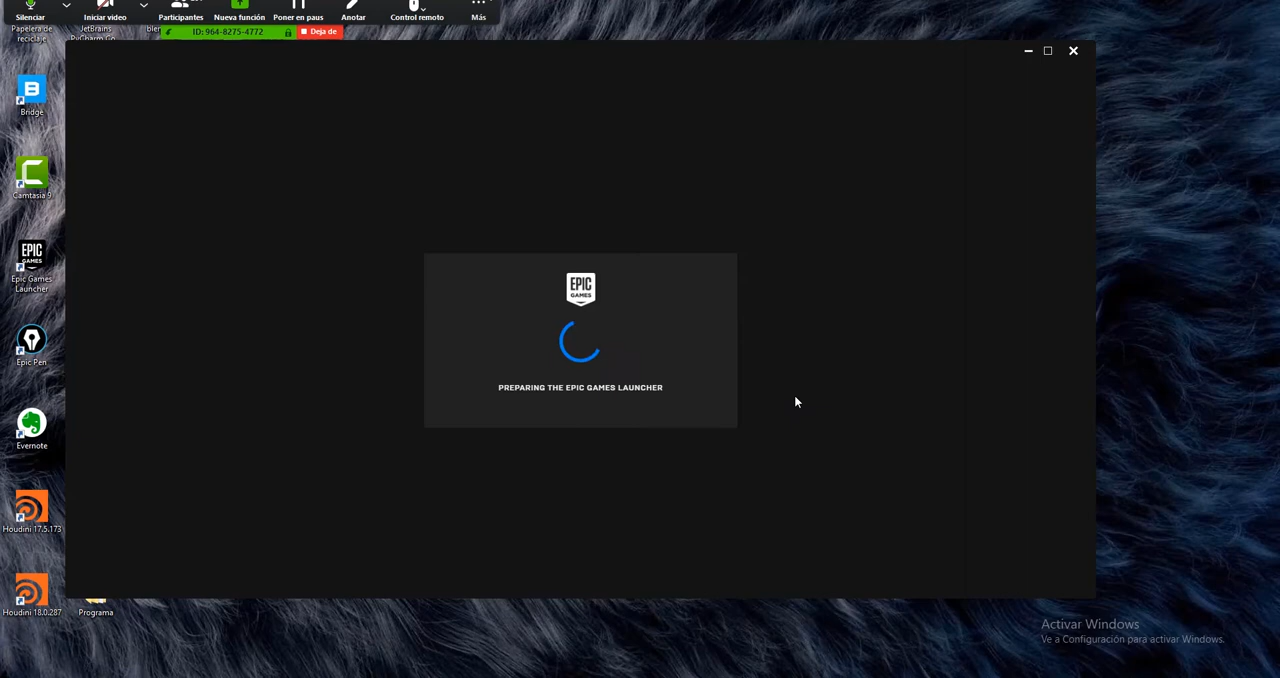 Silenciar
Iniciar video
Participantes
Nueva función
Poner en paus
Anotar
Control remoto
Más
ID: 964-8275-4772
Deja de
Papelera de
reciclaje
JetBrains
PyCharm Co
blen
Bridge
Camtasia 9
EPIC
GAMES
Epic Games
Launcher
Epic Pen
Evernote
Houdini 17.5.173
Houdini 18.0.287
Programa
EPIC
GAMES
PREPARING THE EPIC GAMES LAUNCHER
Activar Windows
Ve a Configuración para activar Windows.